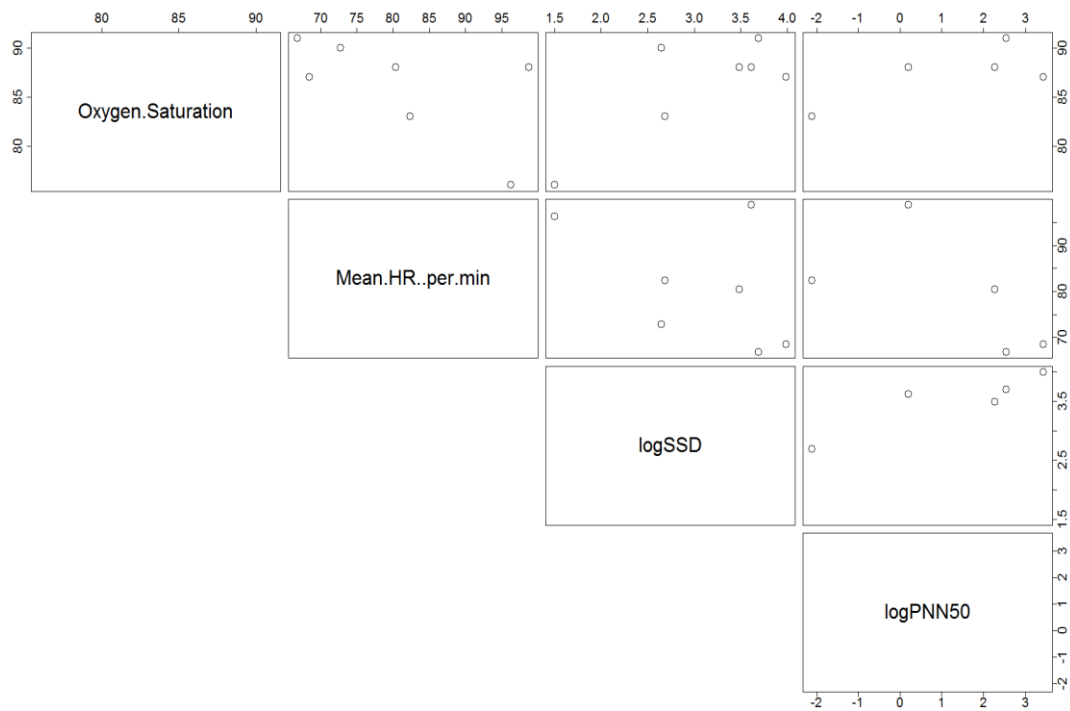 80 85 90
70 75 80 85 90 95
1.5 2.0 2.5 3.0 3.5 4.0
-2 -1 0 1 2 3
80 85 90
Oxygen.Saturation
80 85 90
Mean.HR..per.min
70 80 90
logSSD
1.5 2.5 3.5
logPNN50
-2 -1 0 1 2 3
-2 -1 0 1 2 3